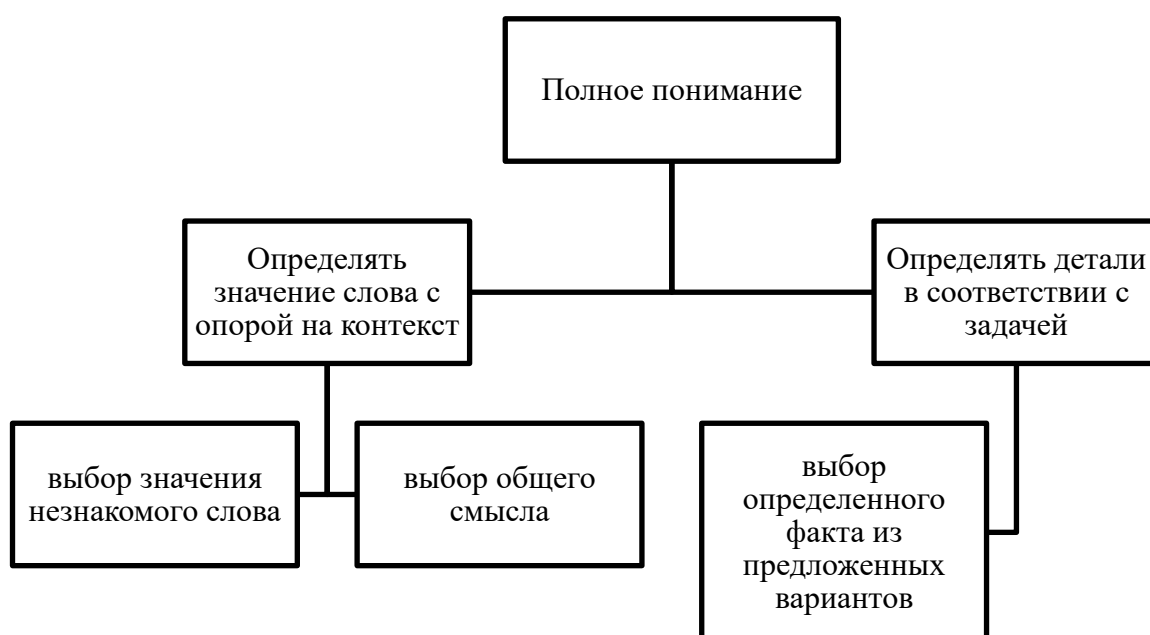 Полное понимание
Определять
значение слова с
опорой на контекст
Определять детали
в соответствии с
задачей
выбор значения
незнакомого слова
выбор общего
смысла
выбор
определенного
факта из
предложенных
вариантов